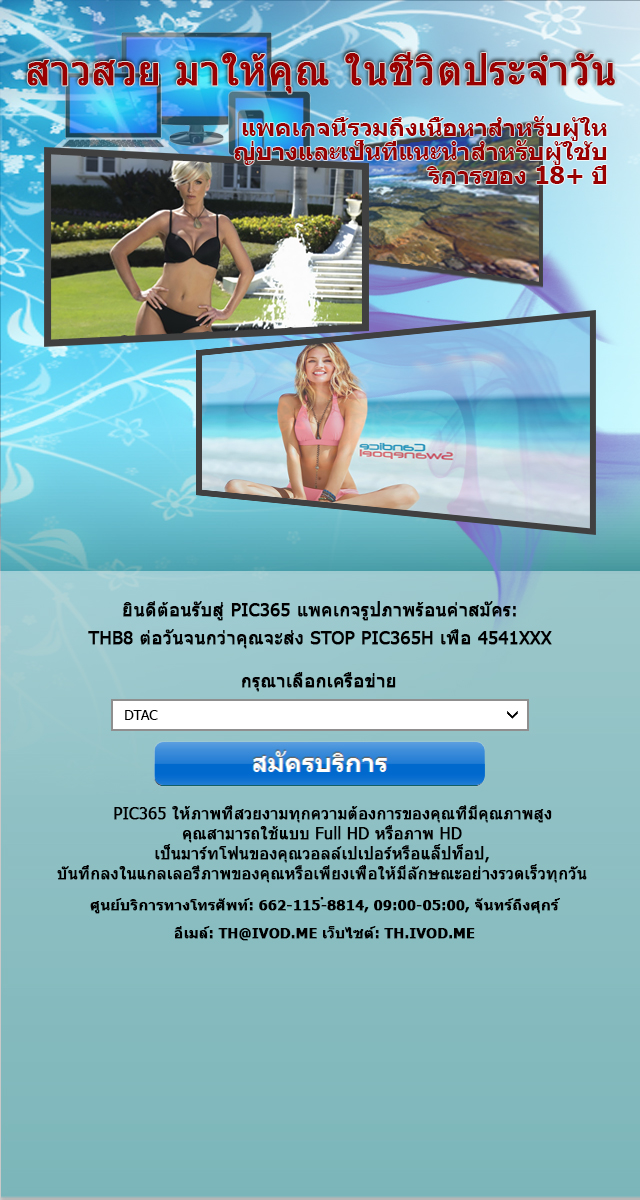 สาวสวย มาให้คุณ ในชีวิตประจำวัน
แพคเกจนี้รวมถึงเนื้อหาสำหรับผู้ให
ญ่บางและเป็นที่แนะนำสำหรับผู้ใช้บ
ริการของ 18+ ปี
Candice
Swanepoel
ยินดีต้อนรับสู่ PIC365 แพคเกจรูปภาพร้อนค่าสมัคร:
THB8 ต่อวันจนกว่าคุณจะส่ง STOP PIC365H เพื่อ 4541XXX
กรุณาเลือกเครือข่าย
DTAC
สมัครบริการ
PIC365 ให้ภาพที่สวยงามทุกความต้องการของคุณที่มีคุณภาพสูง
คุณสามารถใช้แบบ Full HD หรือภาพ HD
เป็นมาร์ทโฟนของคุณวอลล์เปเปอร์หรือแล็ปท็อป,
บันทึกลงในแกลเลอรีภาพของคุณหรือเพียงเพื่อให้มีลักษณะอย่างรวดเร็วทุกวัน
ศูนย์บริการทางโทรศัพท์: 662-115-8814, 09:00-05:00, จันทร์ถึงศุกร์
อีเมล์: TH@IVOD.ME เว็บไซต์: TH.IVOD.ME